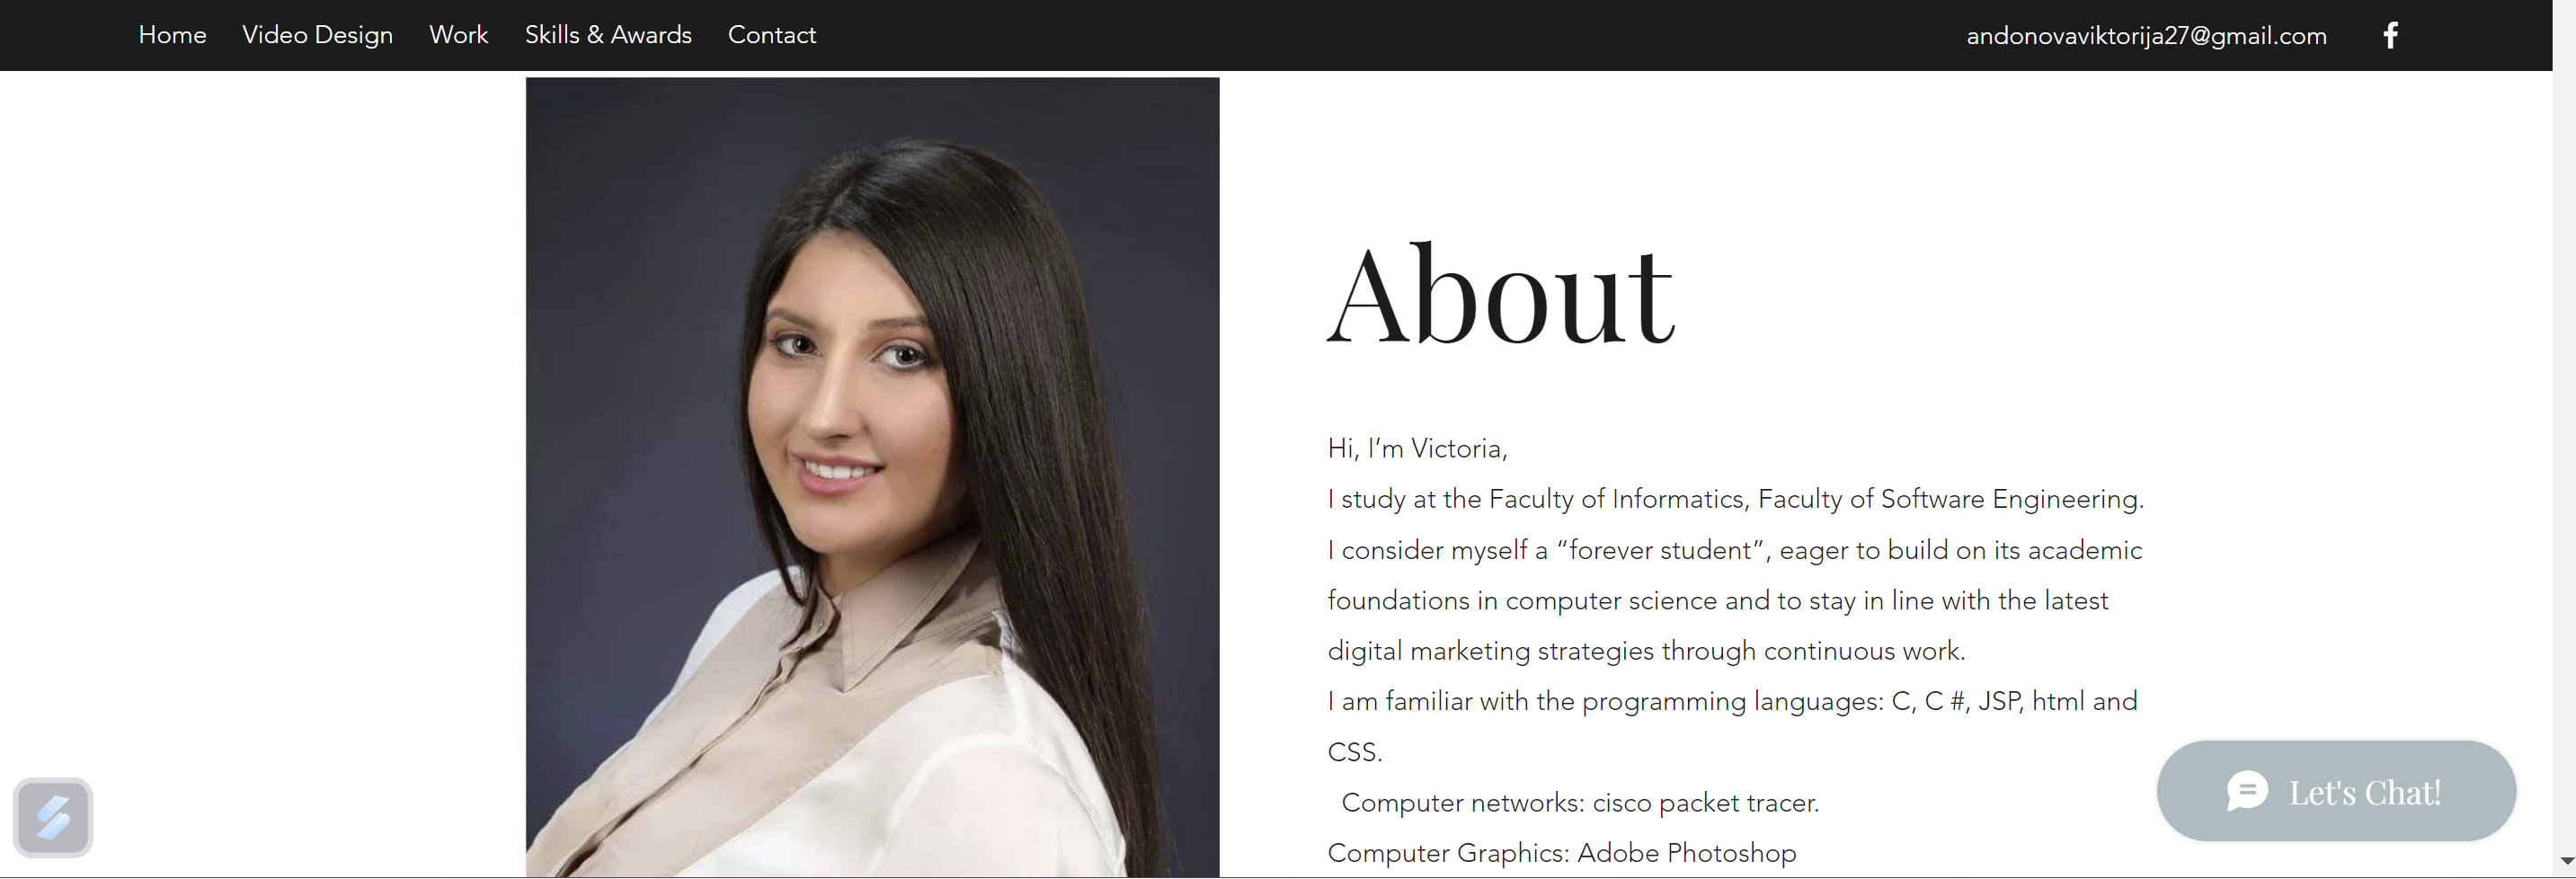 Home Video Design Work Skills & Awards Contact andonovaviktorija27@gmail.com
About
Hi, I’m Victoria,
I study at the Faculty of Informatics, Faculty of Software Engineering.
I consider myself a “forever student”, eager to build on its academic
foundations in computer science and to stay in line with the latest
digital marketing strategies through continuous work.
I am familiar with the programming languages: C, C #, JSP, html and
CSS.
Computer networks: cisco packet tracer.
Computer Graphics: Adobe Photoshop
Let's Chat!